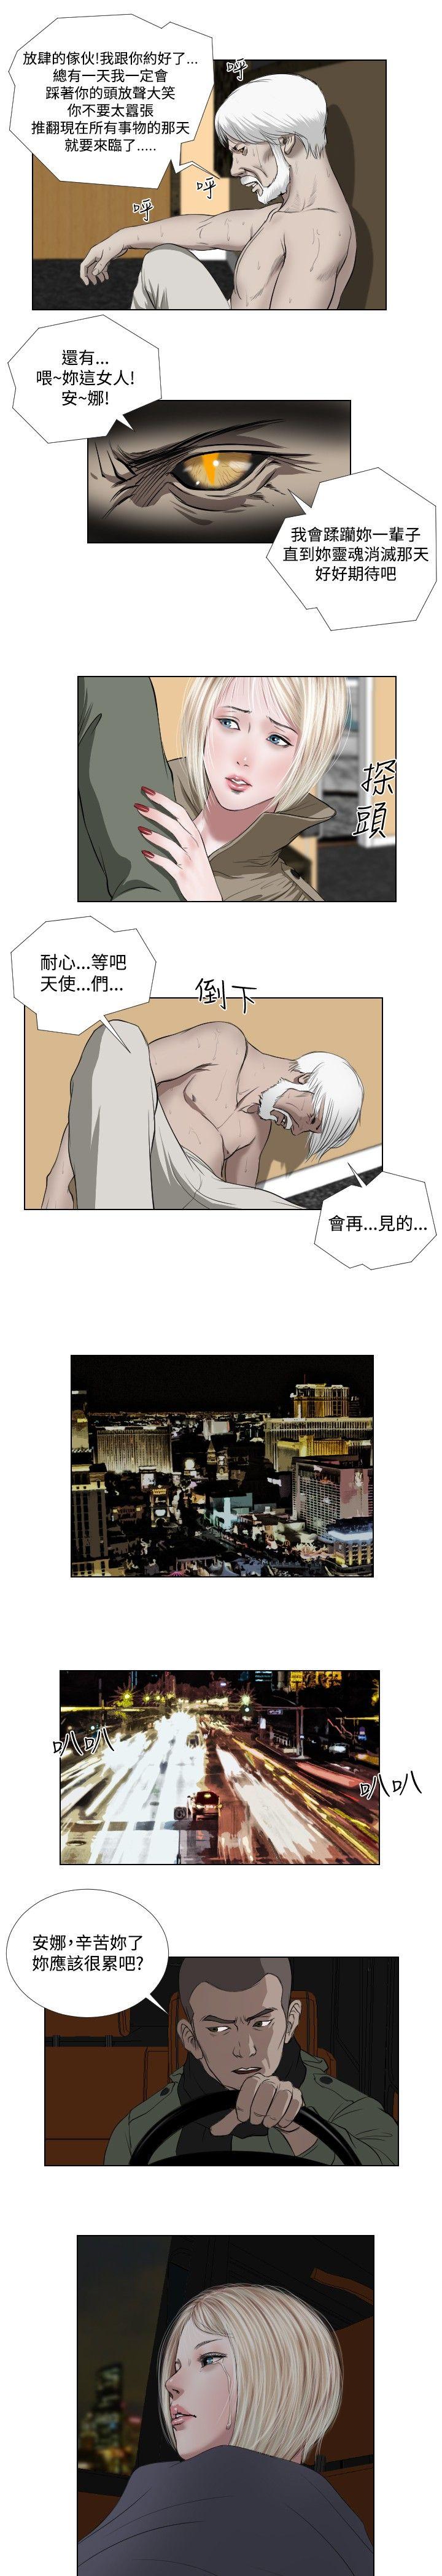 放肆的傢伙!我跟你約好了...
總有一天我一定會
踩著你的頭放聲大笑
你不要太囂張
推翻現在所有事物的那天
就要來臨了.....
呼
呼
呼
還有...
喂~妳這女人!
安~娜!
我會蹂躪妳一輩子
直到妳靈魂消滅那天
好好期待吧
探頭
耐心...等吧
天使...們...
倒下
會再...見的...
叭叭
叭叭
安娜,辛苦妳了
妳應該很累吧?